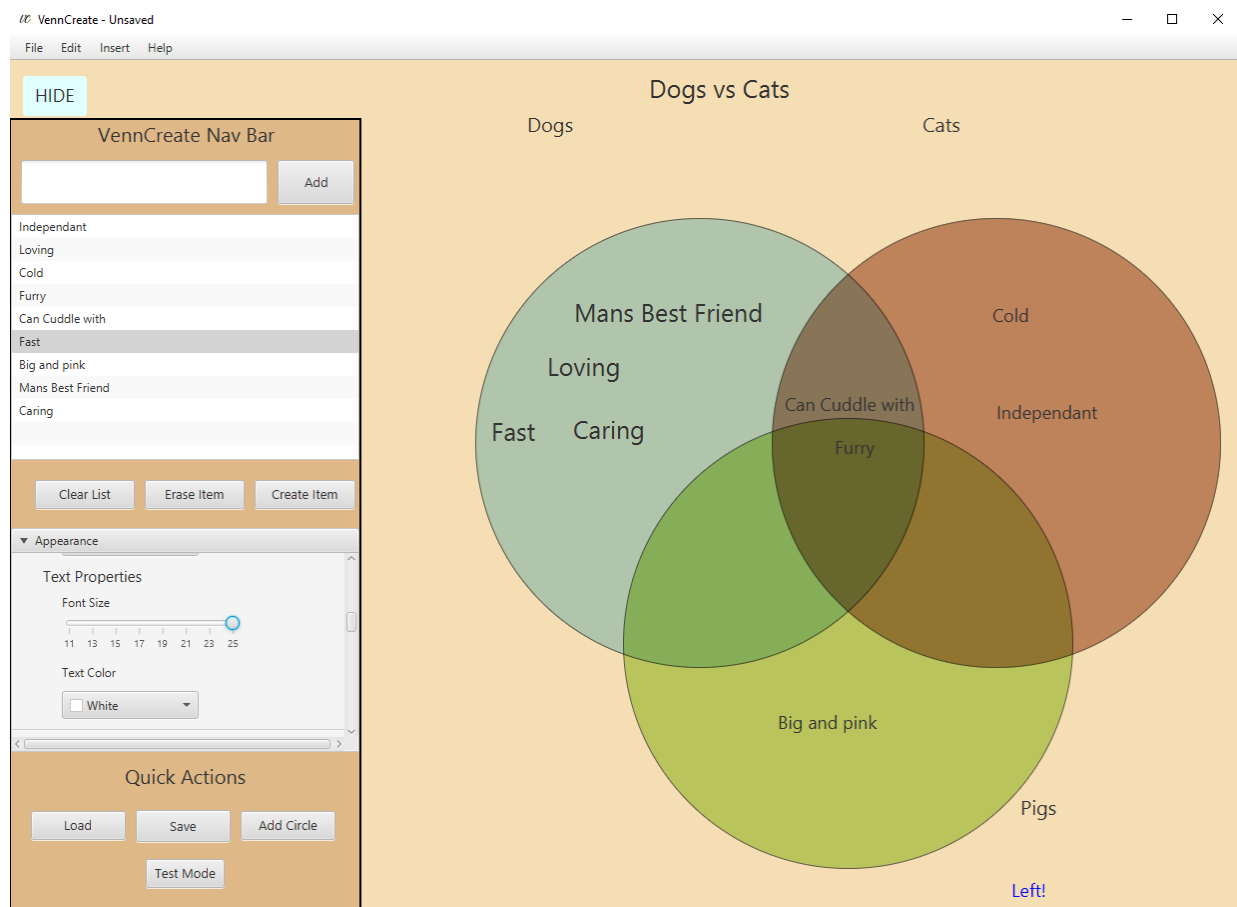 VC VennCreate - Unsaved
File Edit Insert Help
HIDE
Dogs vs Cats
Dogs
Cats
VennCreate Nav Bar
Add
Independant
Loving
Cold
Furry
Can Cuddle with
Fast
Big and pink
Mans Best Friend
Caring
Clear List
Erase Item
Create Item
Appearance
Text Properties
Font Size
11 13 15 17 19 21 23 25
Text Color
White
Quick Actions
Load
Save
Add Circle
Test Mode
Mans Best Friend
Loving
Fast
Caring
Can Cuddle with
Furry
Cold
Independant
Big and pink
Pigs
Left!